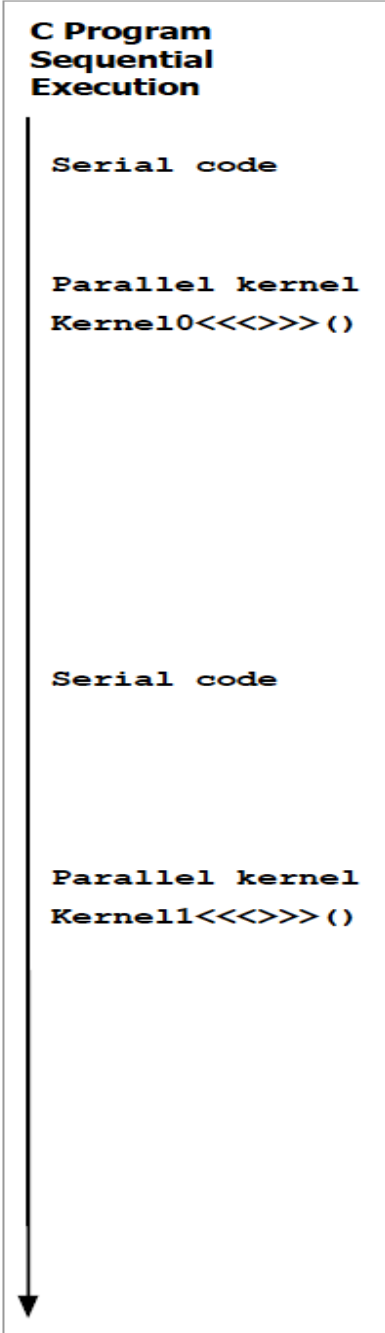 C Program
Sequential
Execution
Serial code
Parallel kernel
Kernel0<<<>>>()
Serial code
Parallel kernel
Kernel1<<<>>>()